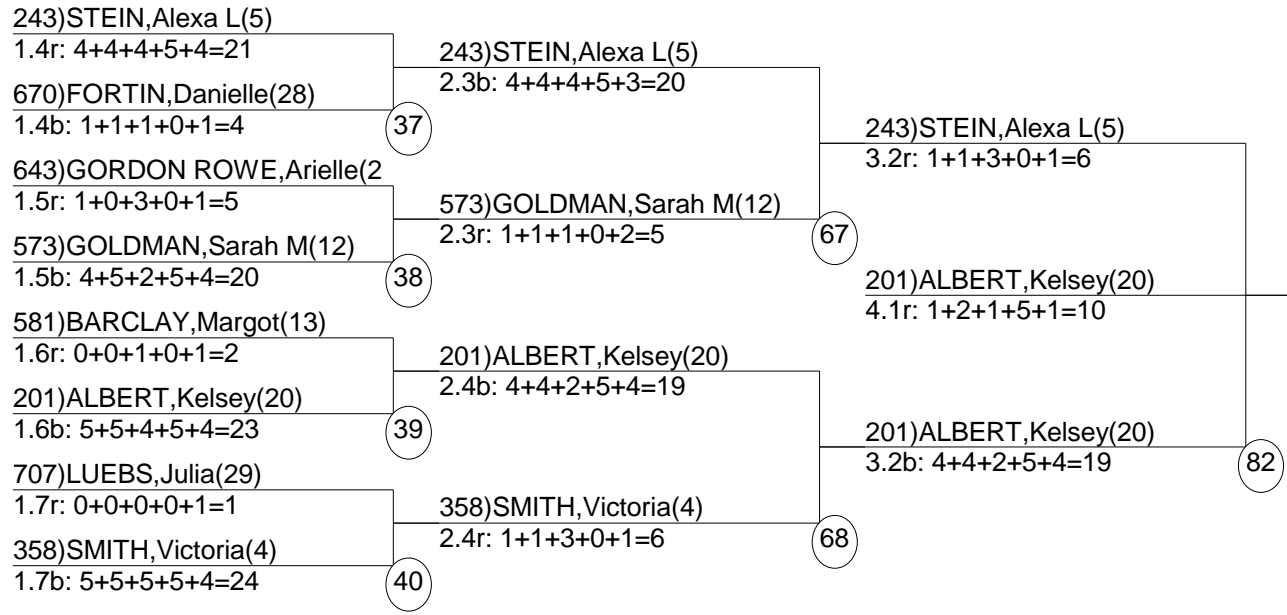 243)STEIN,Alexa L(5)
1.4r: 4+4+4+5+4=21
670)FORTIN,Danielle(28)
1.4b: 1+1+1+0+1=4
37
643)GORDON ROWE,Arielle(2
1.5r: 1+0+3+0+1=5
573)GOLDMAN,Sarah M(12)
1.5b: 4+5+2+5+4=20
38
581)BARCLAY,Margot(13)
1.6r: 0+0+1+0+1=2
201)ALBERT,Kelsey(20)
1.6b: 5+5+4+5+4=23
39
707)LUEBS,Julia(29)
1.7r: 0+0+0+0+1=1
358)SMITH,Victoria(4)
1.7b: 5+5+5+5+4=24
40
243)STEIN,Alexa L(5)
2.3b: 4+4+4+5+3=20
573)GOLDMAN,Sarah M(12)
2.3r: 1+1+1+0+2=5
67
201)ALBERT,Kelsey(20)
2.4b: 4+4+2+5+4=19
358)SMITH,Victoria(4)
2.4r: 1+1+3+0+1=6
68
243)STEIN,Alexa L(5)
3.2r: 1+1+3+0+1=6
201)ALBERT,Kelsey(20)
4.1r: 1+2+1+5+1=10
201)ALBERT,Kelsey(20)
3.2b: 4+4+2+5+4=19
82